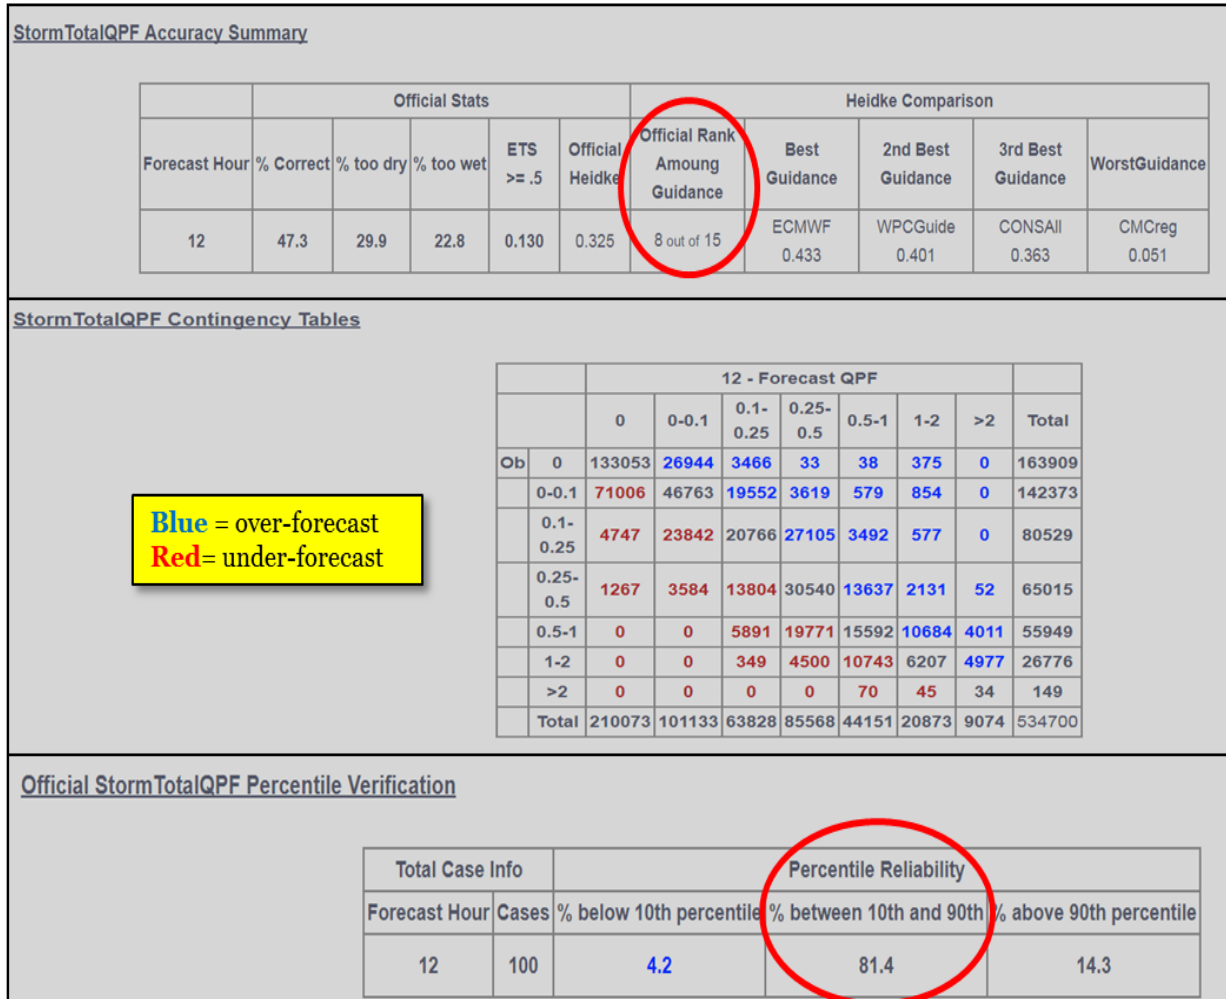 StormTotalQPF Accuracy Summary
Official Stats Heidke Comparison
Forecast Hour % Correct % too dry % too wet ETS >= .5 Official Heidke Official Rank Amoung Guidance Best Guidance 2nd Best Guidance 3rd Best Guidance WorstGuidance
12 47.3 29.9 22.8 0.130 0.325 8 out of 15 ECMWF 0.433 WPCGuide 0.401 CONSAll 0.363 CMCreg 0.051
StormTotalQPF Contingency Tables
12 - Forecast QPF
0 0-0.1 0.1-0.25 0.25-0.5 0.5-1 1-2 >2 Total
Ob 0 133053 26944 3466 33 38 375 0 163909
0-0.1 71006 46763 19552 3619 579 854 0 142373
0.1-0.25 4747 23842 20766 27105 3492 577 0 80529
0.25-0.5 1267 3584 13804 30540 13637 2131 52 65015
0.5-1 0 0 5891 19771 15592 10684 4011 55949
1-2 0 0 349 4500 10743 6207 4977 26776
>2 0 0 0 0 70 45 34 149
Total 210073 101133 63828 85568 44151 20873 9074 534700
Blue = over-forecast
Red= under-forecast
Official StormTotalQPF Percentile Verification
Total Case Info Percentile Reliability
Forecast Hour Cases % below 10th percentile % between 10th and 90th % above 90th percentile
12 100 4.2 81.4 14.3